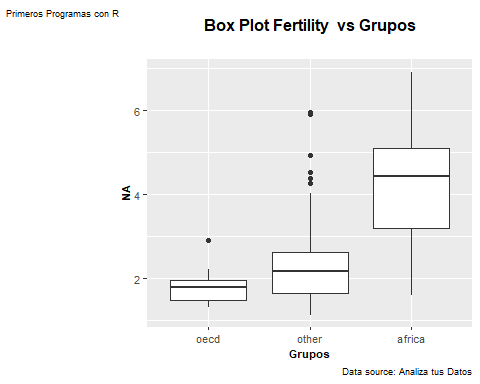 Primeros Programas con R
Box Plot Fertility  vs Grupos
NA
6
4
2
oecd
other
africa
Grupos
Data source: Analiza tus Datos